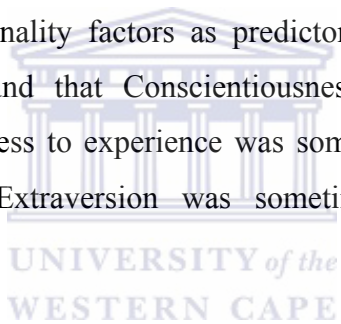 nality factors as predictor
nd that Conscientiousnes
ess to experience was som
Extraversion was someti
UNIVERSITY of the
WESTERN CAPE